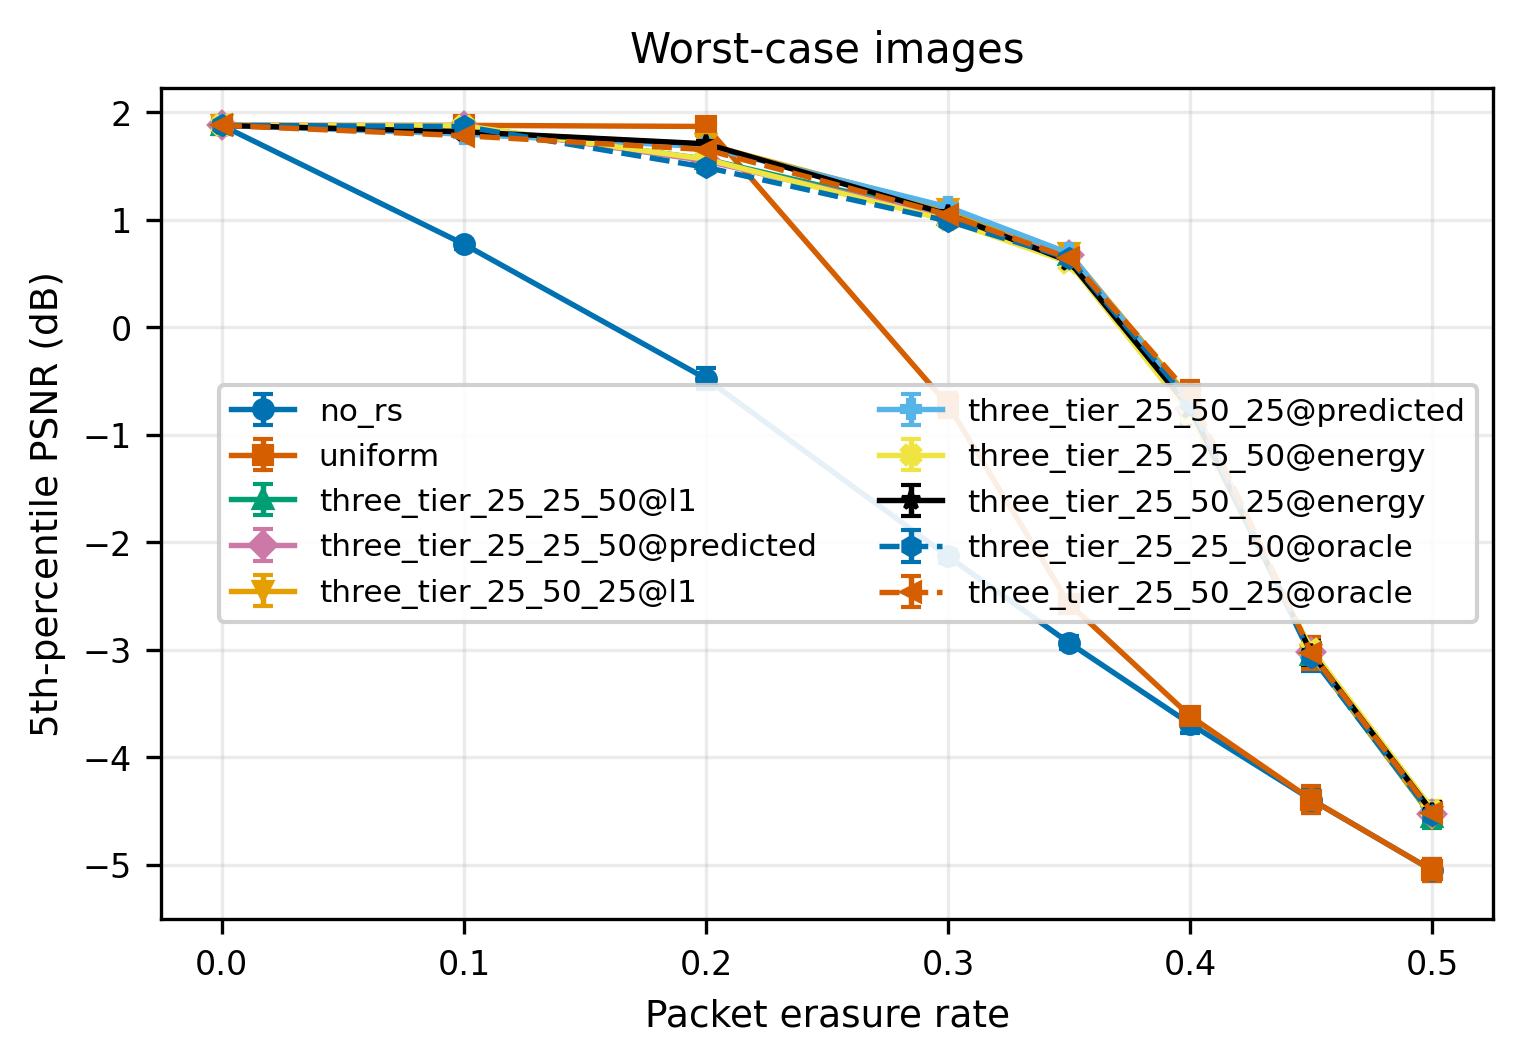 Worst-case images
5th-percentile PSNR (dB)
2
1
0
−1
−2
−3
−4
−5
no_rs
uniform
three_tier_25_25_50@l1
three_tier_25_25_50@predicted
three_tier_25_50_25@l1
three_tier_25_50_25@predicted
three_tier_25_25_50@energy
three_tier_25_50_25@energy
three_tier_25_25_50@oracle
three_tier_25_50_25@oracle
0.0 0.1 0.2 0.3 0.4 0.5
Packet erasure rate